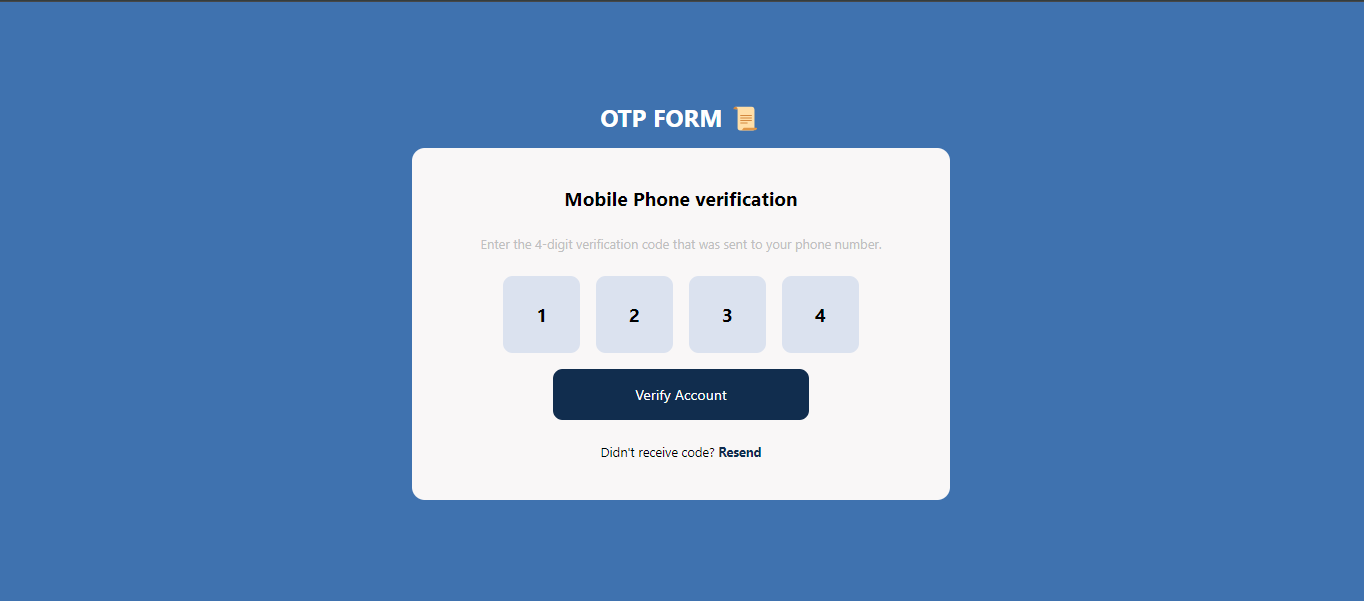 OTP FORM 📜
Mobile Phone verification
Enter the 4-digit verification code that was sent to your phone number.
1 2 3 4
Verify Account
Didn't receive code? Resend